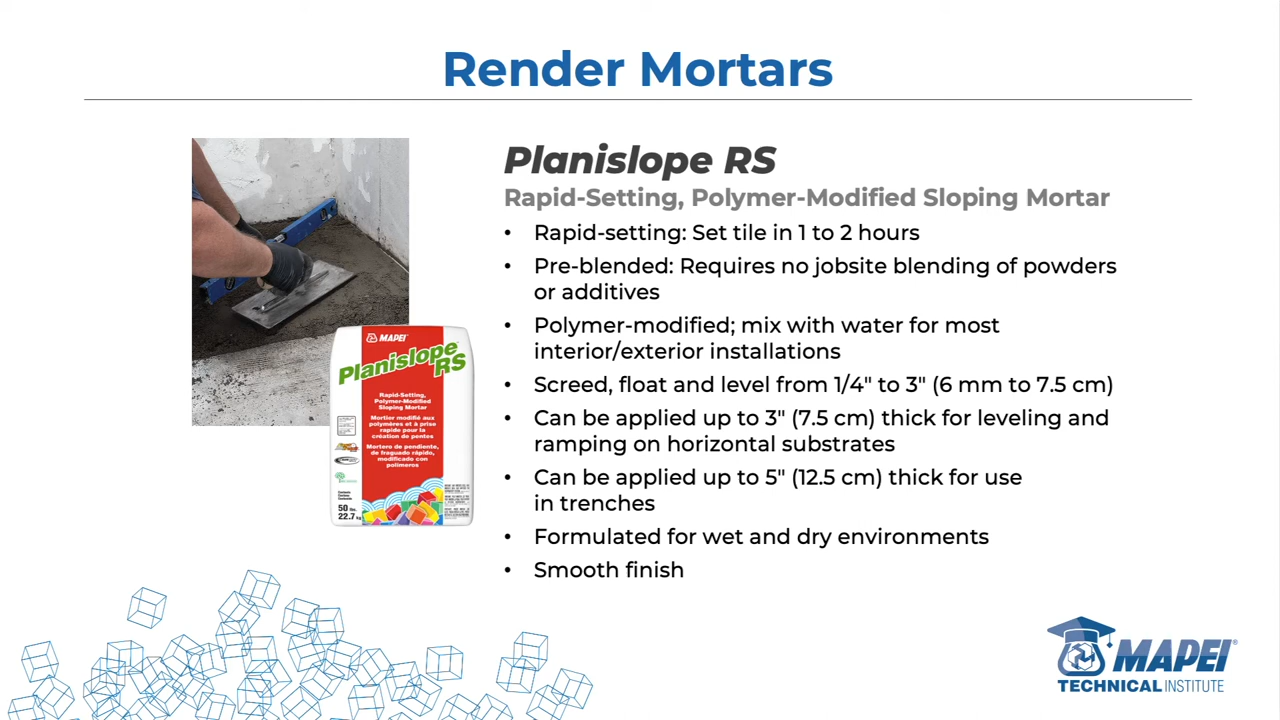 Render Mortars
Planislope RS
Rapid-Setting, Polymer-Modified Sloping Mortar
• Rapid-setting: Set tile in 1 to 2 hours
• Pre-blended: Requires no jobsite blending of powders
or additives
• Polymer-modified; mix with water for most
interior/exterior installations
• Screed, float and level from 1/4" to 3" (6 mm to 7.5 cm)
• Can be applied up to 3" (7.5 cm) thick for leveling and
ramping on horizontal substrates
• Can be applied up to 5" (12.5 cm) thick for use
in trenches
• Formulated for wet and dry environments
• Smooth finish
MAPEI
Planislope
RS
Rapid-Setting,
Polymer-Modified
Sloping Mortar
Mortier modifié aux
polymères et à prise
rapide pour la
création de pentes
Mortero de pendiente,
de fraguado rápido,
modificado con
polímeros
50 lbs.
22.7 kg
MAPEI®
TECHNICAL INSTITUTE